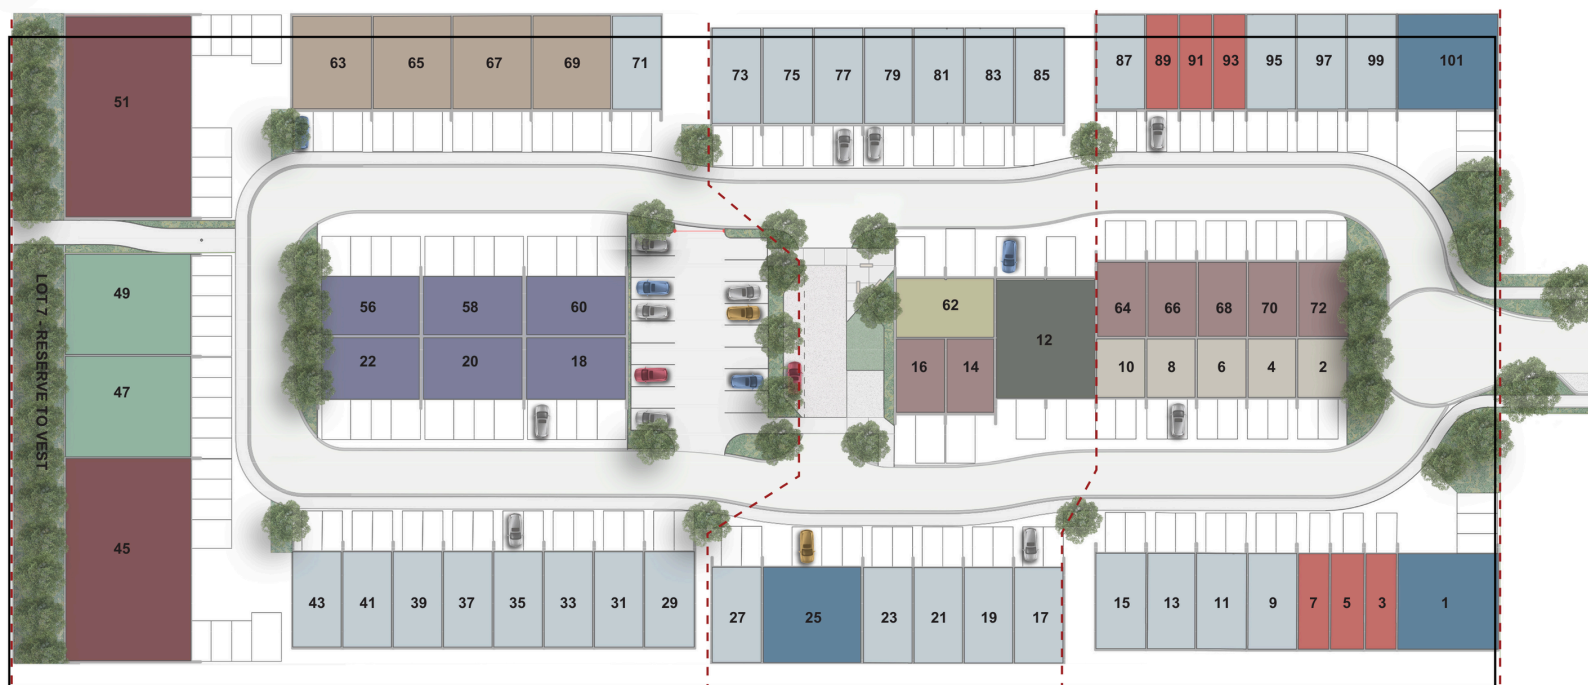 51
63 65 67 69 71
73 75 77 79 81 83 85
87 89 91 93 95 97 99 101
LOT 7 - RESERVE TO VEST
49
47
45
56 58 60
22 20 18
62
16 14
12
64 66 68 70 72
10 8 6 4 2
43 41 39 37 35 33 31 29
27 25 23 21 19 17
15 13 11 9 7 5 3 1